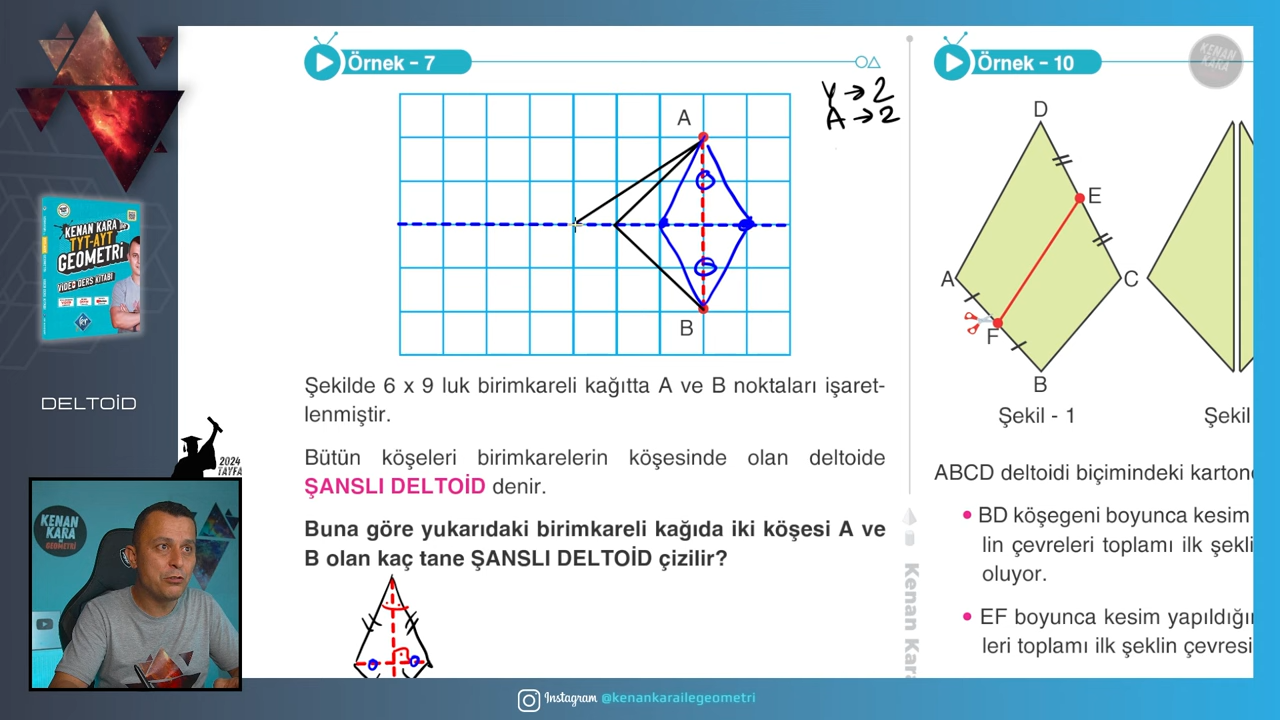 Örnek - 7
A
B
Y → 2
A → 2
Şekilde 6 x 9 luk birimkareli kağıtta A ve B noktaları işaret-
lenmiştir.
Bütün köşeleri birimkarelerin köşesinde olan deltoide
ŞANSLI DELTOİD denir.
Buna göre yukarıdaki birimkareli kağıda iki köşesi A ve
B olan kaç tane ŞANSLI DELTOİD çizilir?
Örnek - 10
D
E
A
C
F
B
Şekil - 1
Şekil
ABCD deltoidi biçimindeki karton
• BD köşegeni boyunca kesim
lin çevreleri toplamı ilk şekli
oluyor.
• EF boyunca kesim yapıldığı
leri toplamı ilk şeklin çevresi
Kenan Kara
KENAN
KARA
KENAN KARA
TYT-AYT
GEOMETRİ
VİDEO DERS KİTABI
DELTOİD
2024
TAYFA
KENAN
KARA
GEOMETRİ
Instagram @kenankarailegeometri